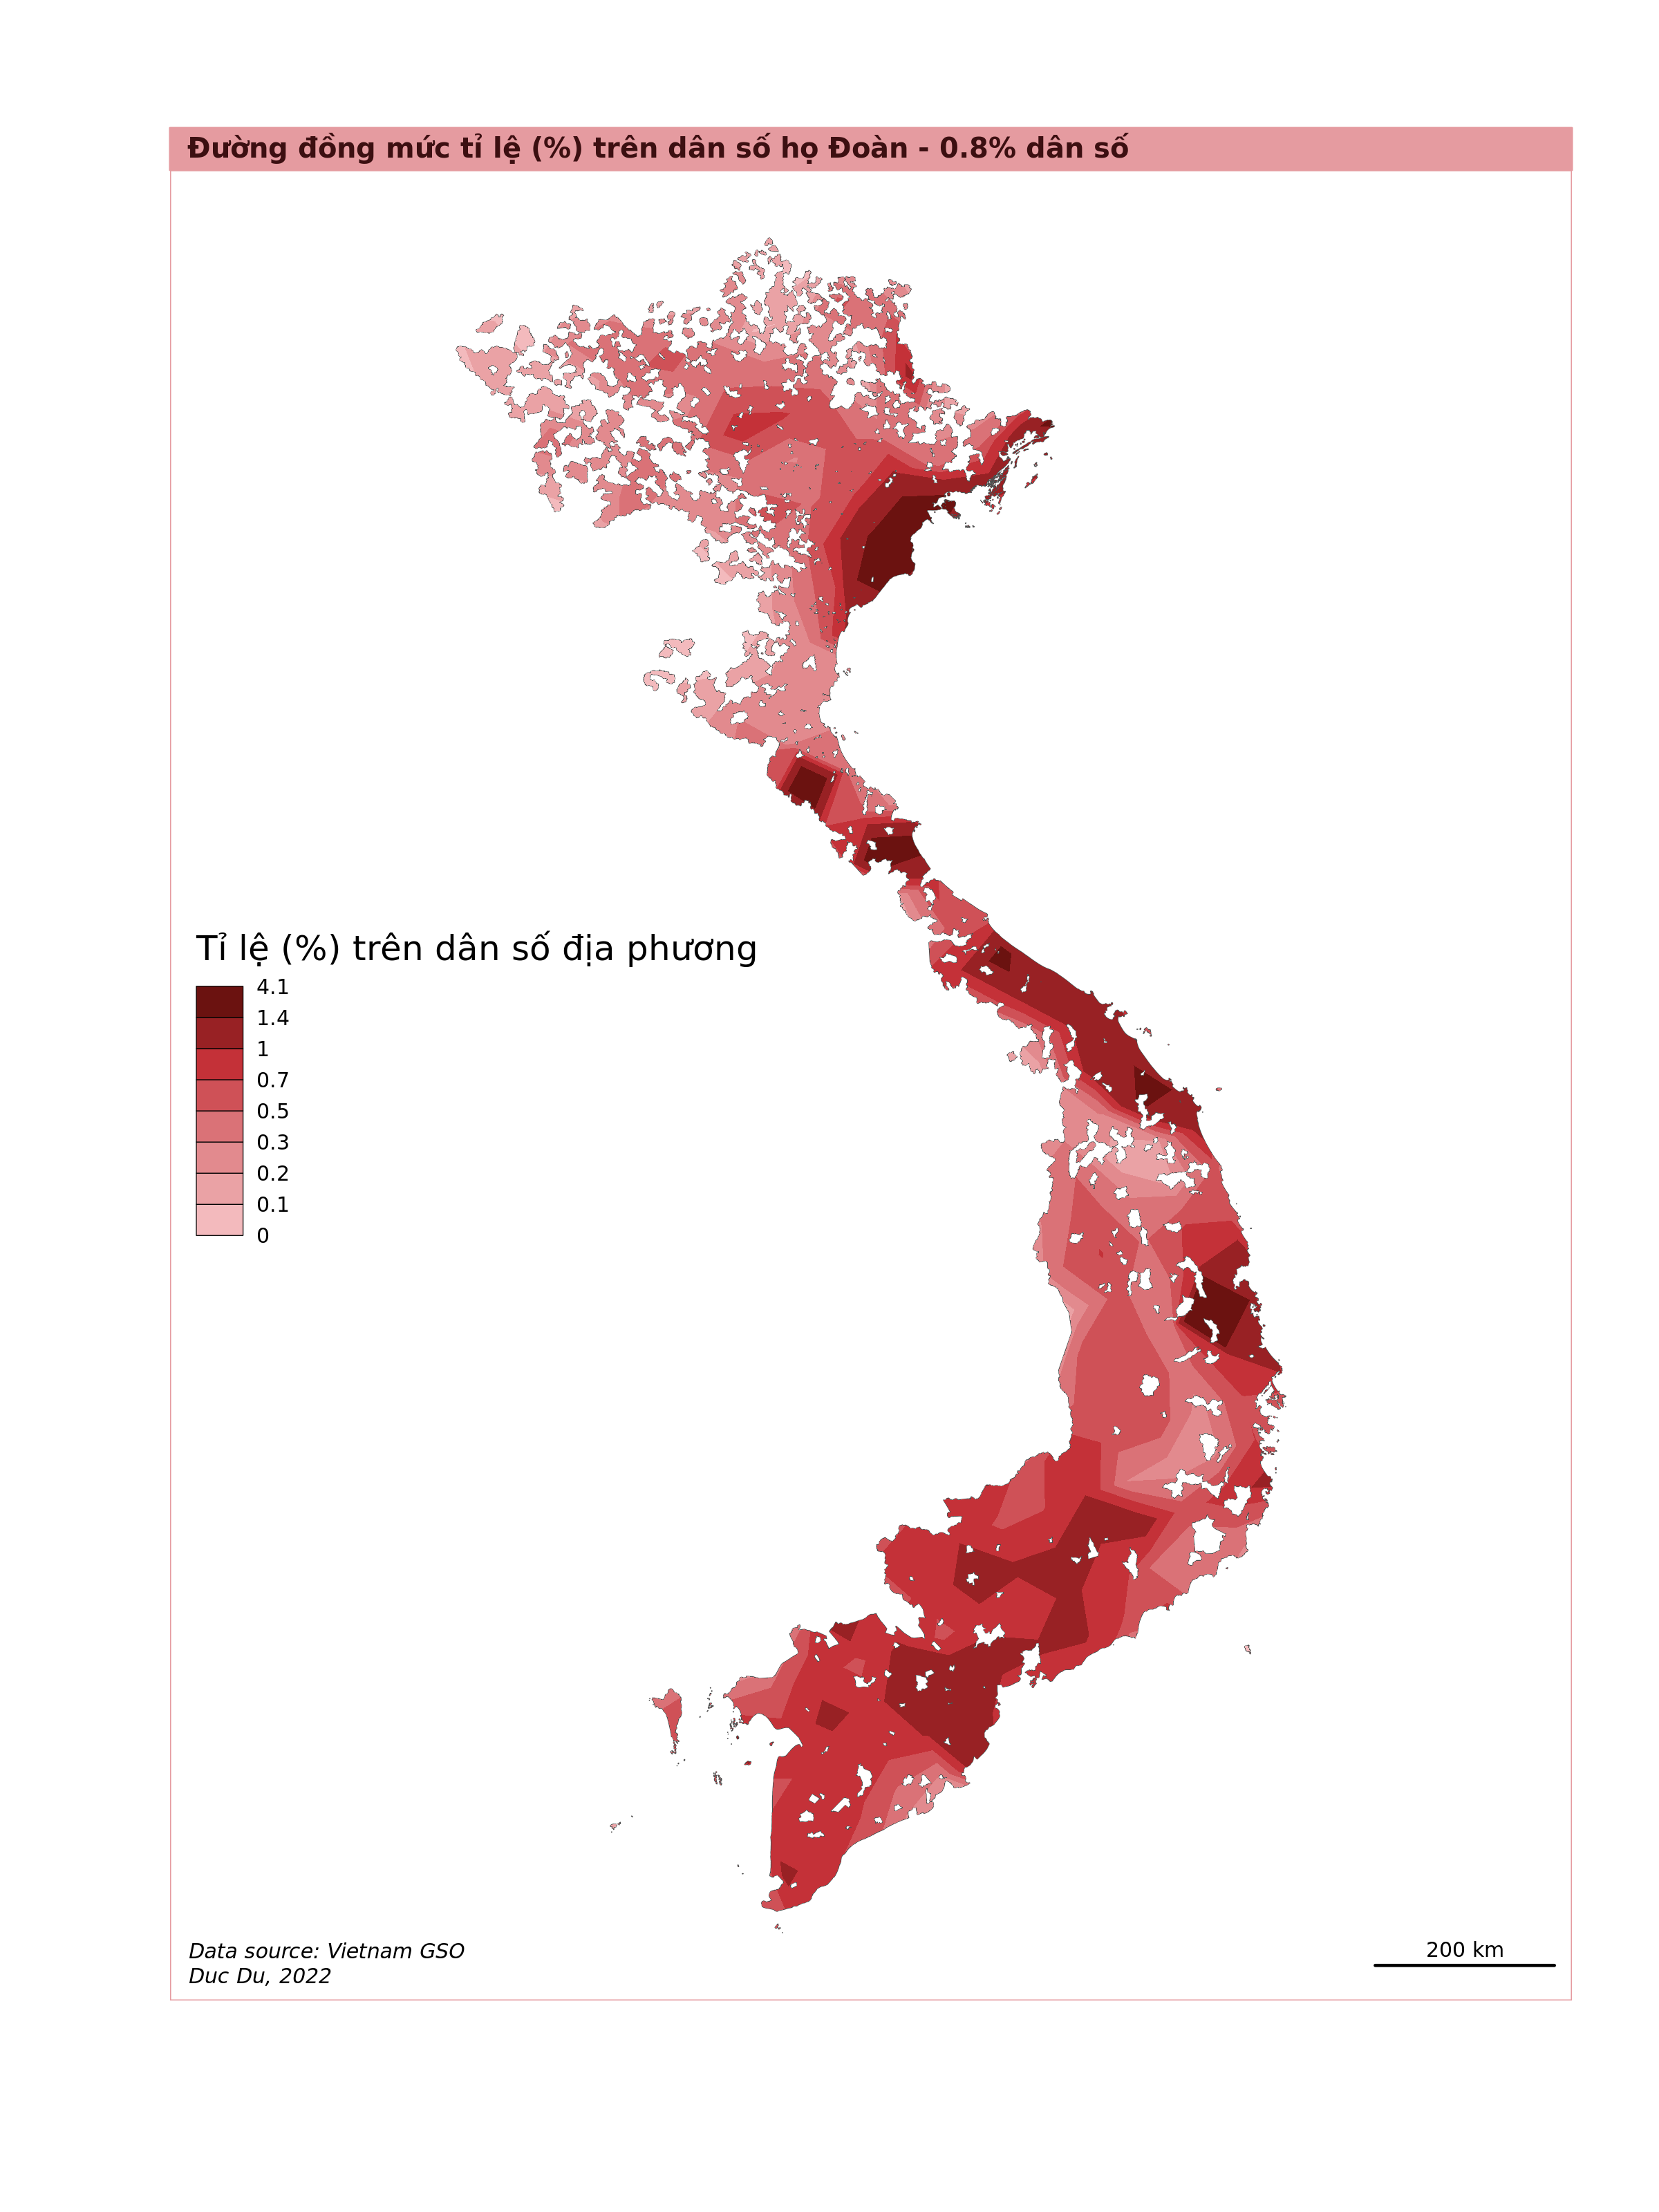 Đường đồng mức tỉ lệ (%) trên dân số họ Đoàn - 0.8% dân số
Tỉ lệ (%) trên dân số địa phương
4.1
1.4
1
0.7
0.5
0.3
0.2
0.1
0
Data source: Vietnam GSO
Duc Du, 2022
200 km